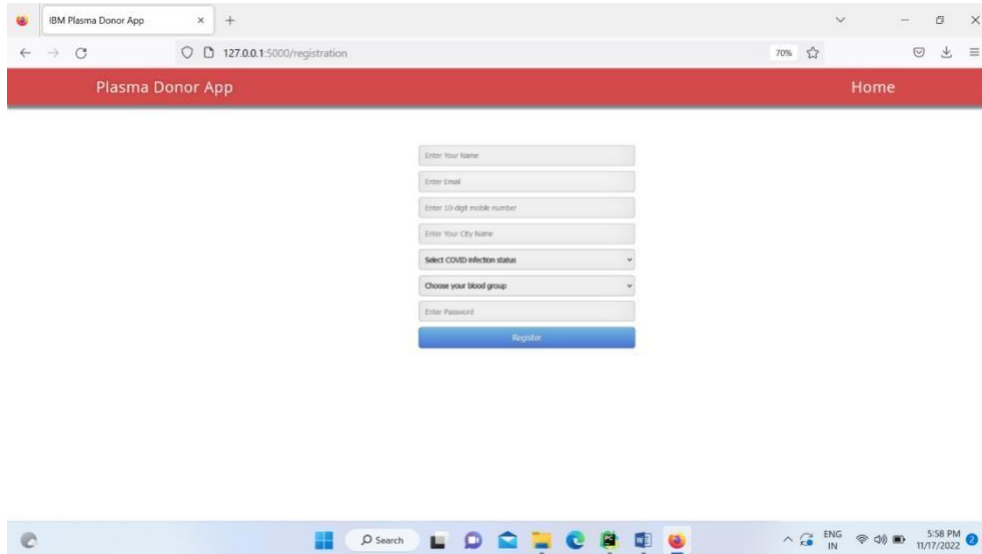 IBM Plasma Donor App
127.0.0.1:5000/registration
70%
Plasma Donor App
Home
Enter Your Name
Enter Email
Enter 10-digit mobile number
Enter Your City Name
Select COVID infection status
Choose your blood group
Enter Password
Register
Search
ENG
IN
5:58 PM
11/17/2022
2